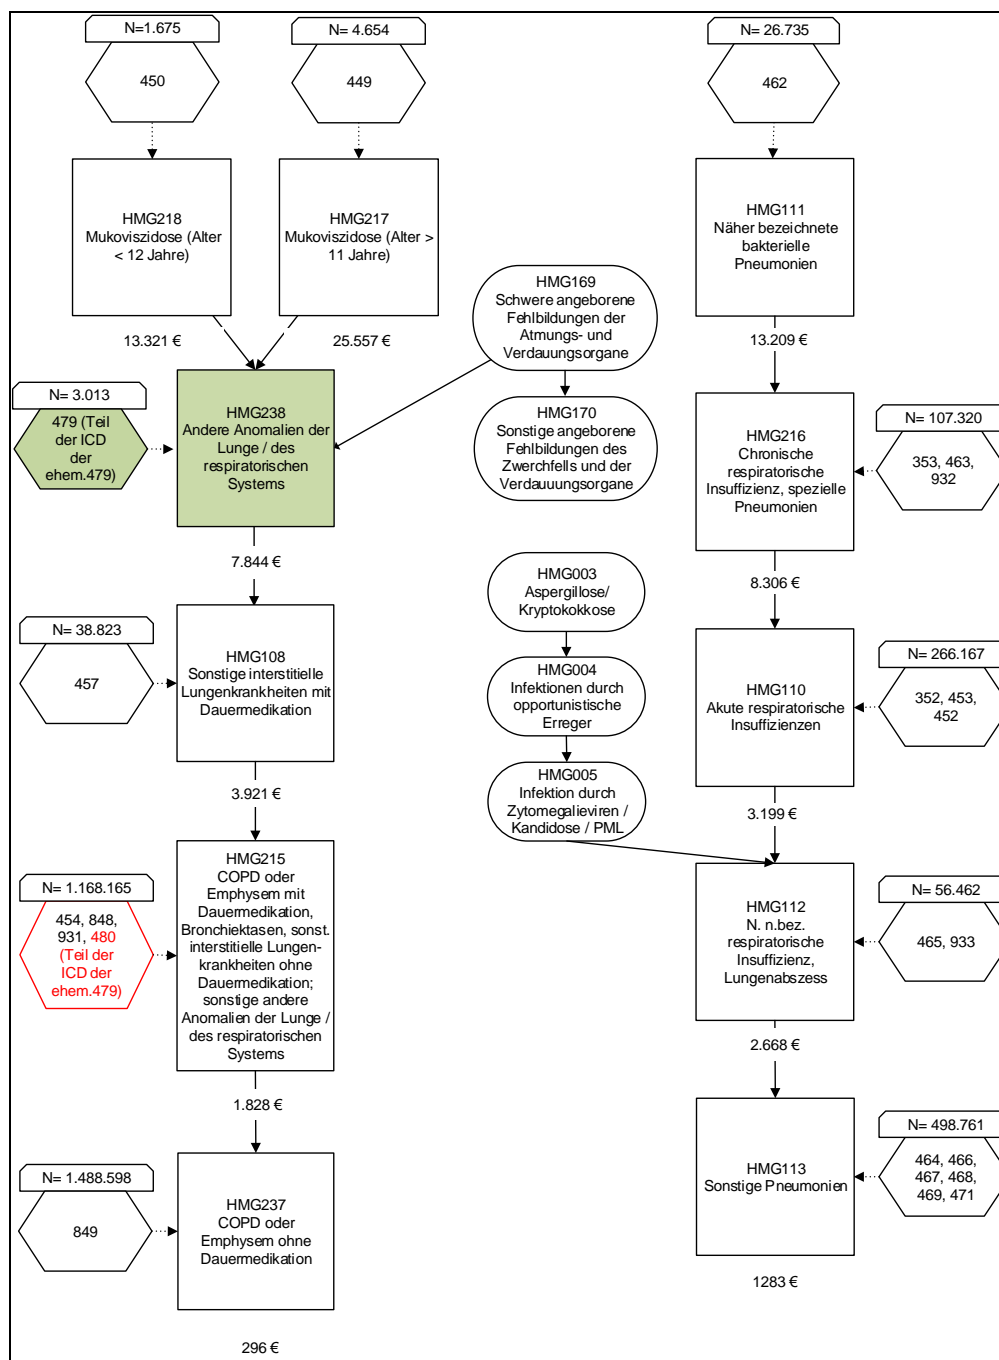 N=1.675
450
HMG218
Mukoviszidose (Alter
< 12 Jahre)
13.321 €
N= 4.654
449
HMG217
Mukoviszidose (Alter >
11 Jahre)
25.557 €
N= 3.013
479 (Teil
der ICD
der
ehem.479)
HMG238
Andere Anomalien der
Lunge / des
respiratorischen
Systems
7.844 €
N= 38.823
457
HMG108
Sonstige interstitielle
Lungenkrankheiten mit
Dauermedikation
3.921 €
N= 1.168.165
454, 848,
931, 480
(Teil der
ICD der
ehem.479)
HMG215
COPD oder
Emphysem mit
Dauermedikation,
Bronchiektasen, sonst.
interstitielle Lungen-
krankheiten ohne
Dauermedikation;
sonstige andere
Anomalien der Lunge /
des respiratorischen
Systems
1.828 €
N= 1.488.598
849
HMG237
COPD oder
Emphysem ohne
Dauermedikation
296 €
HMG169
Schwere angeborene
Fehlbildungen der
Atmungs- und
Verdauungsorgane
HMG170
Sonstige angeborene
Fehlbildungen des
Zwerchfells und der
Verdauuungsorgane
HMG003
Aspergillose/
Kryptokokkose
HMG004
Infektionen durch
opportunistische
Erreger
HMG005
Infektion durch
Zytomegalieviren /
Kandidose / PML
N= 26.735
462
HMG111
Näher bezeichnete
bakterielle
Pneumonien
13.209 €
HMG216
Chronische
respiratorische
Insuffizienz, spezielle
Pneumonien
N= 107.320
353, 463,
932
8.306 €
HMG110
Akute respiratorische
Insuffizienzen
N= 266.167
352, 453,
452
3.199 €
HMG112
N. n.bez.
respiratorische
Insuffizienz,
Lungenabszess
N= 56.462
465, 933
2.668 €
HMG113
Sonstige Pneumonien
N= 498.761
464, 466,
467, 468,
469, 471
1283 €